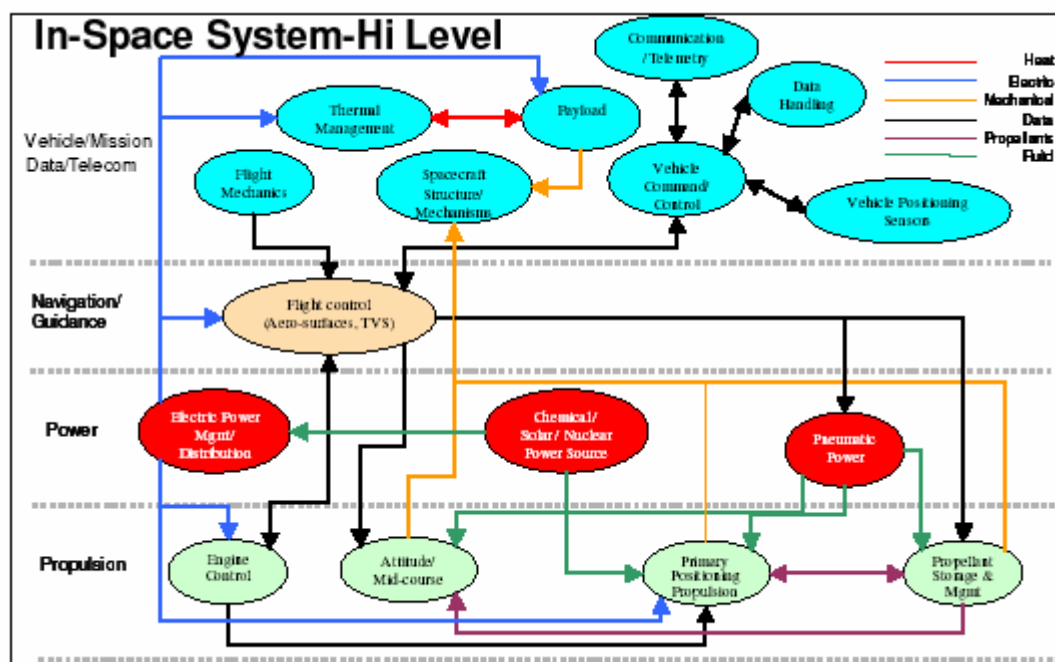 In-Space System-Hi Level
Communication
/ Telemetry
Heat
Electric
Mechanical
Data
Propellants
Fluid
Data
Handling
Thermal
Management
Payload
Vehicle/Mission
Data/Telecom
Flight
Mechanics
Spacecraft
Structure/
Mechanisms
Vehicle
Command/
Control
Vehicle Positioning
Sensors
Navigation/
Guidance
Flight control
(Aero-surfaces, TVS)
Power
Electric Power
Mgmt/
Distribution
Chemical/
Solar/ Nuclear
Power Source
Pneumatic
Power
Propulsion
Engine
Control
Attitude/
Mid-course
Primary
Positioning
Propulsion
Propellant
Storage &
Mgmt